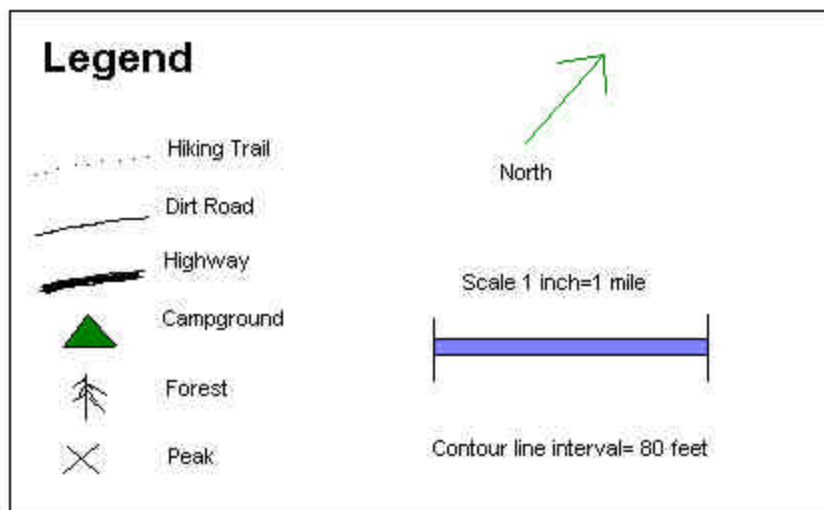 Legend
Hiking Trail
Dirt Road
Highway
Campground
Forest
Peak
North
Scale 1 inch=1 mile
Contour line interval= 80 feet